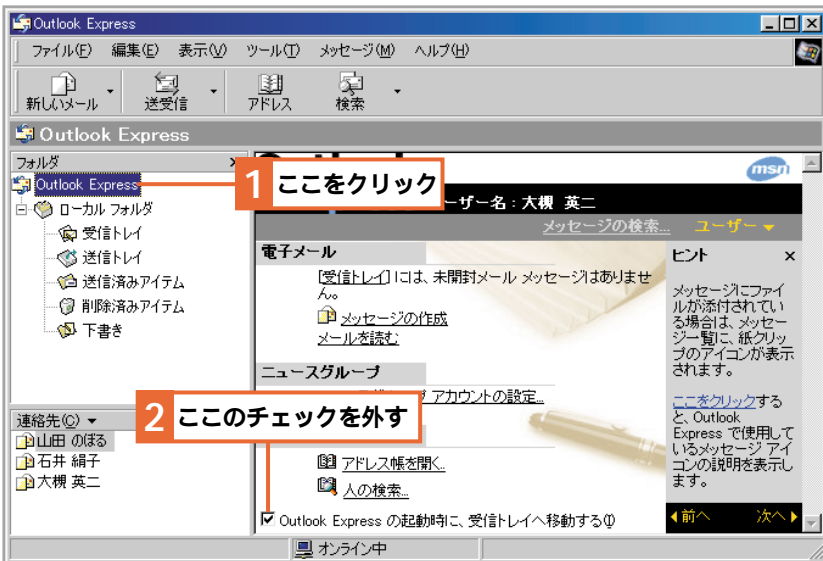 Outlook Express
ファイル(F) 編集(E) 表示(V) ツール(T) メッセージ(M) ヘルプ(H)
新しいメール 送受信 アドレス 検索
Outlook Express
フォルダ ×
Outlook Express
ローカル フォルダ
受信トレイ
送信トレイ
送信済みアイテム
削除済みアイテム
下書き
1 ここをクリック
msn
ーザー名：大槻 英二
メッセージの検索... ユーザー
電子メール
[受信トレイ] には、未開封メール メッセージはありませ
ん。
メッセージの作成
メールを読む
ニュースグループ
アカウントの設定...
2 ここのチェックを外す
アドレス帳を開く...
人の検索...
Outlook Express の起動時に、受信トレイへ移動する(I)
ヒント ×
メッセージにファイ
ルが添付されてい
る場合は、メッセー
ジ一覧に、紙クリッ
プのアイコンが表示
されます。
ここをクリックする
と、Outlook
Express で使用して
いるメッセージ アイ
コンの説明を表示し
ます。
前へ 次へ
連絡先(C)
山田 のぼる
石井 絹子
大槻 英二
オンライン中